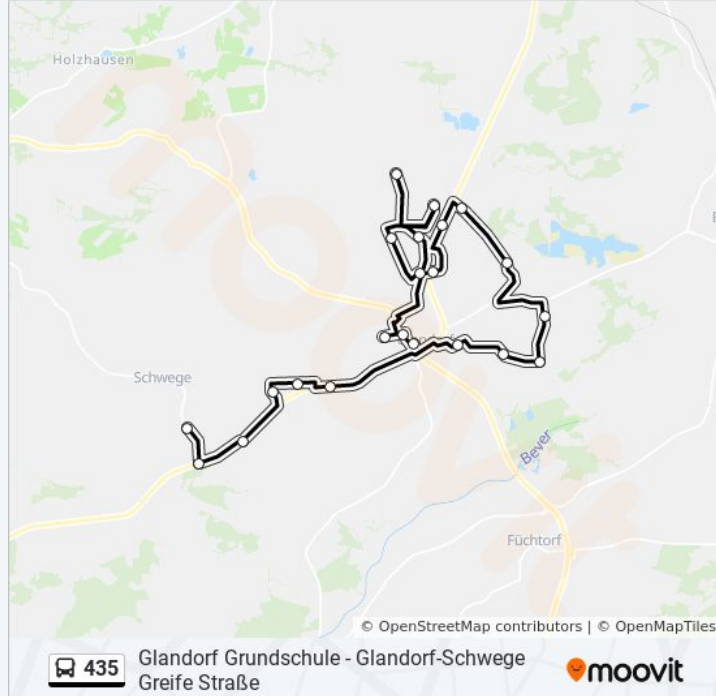 Holzhausen
Schwege
Bever
Füchtorf
© OpenStreetMap contributors | © OpenMapTiles
435
Glandorf Grundschule - Glandorf-Schwege
Greife Straße
moovit